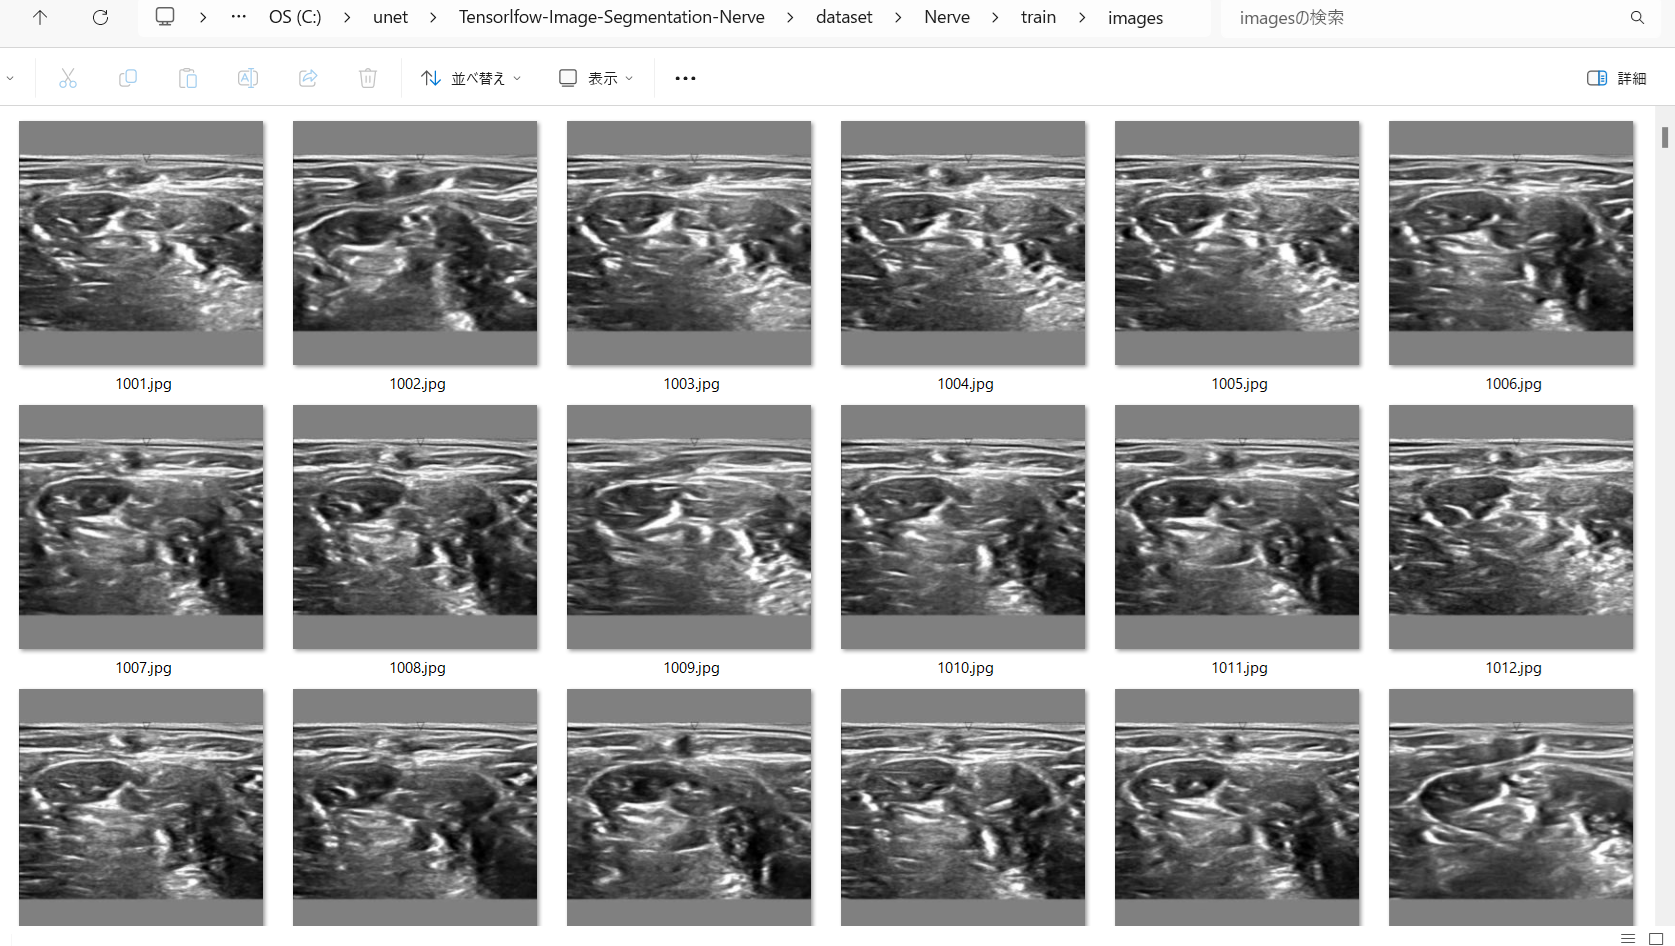 OS (C:) unet Tensorlfow-Image-Segmentation-Nerve dataset Nerve train images
imagesの検索
並べ替え 表示 詳細
1001.jpg 1002.jpg 1003.jpg 1004.jpg 1005.jpg 1006.jpg
1007.jpg 1008.jpg 1009.jpg 1010.jpg 1011.jpg 1012.jpg